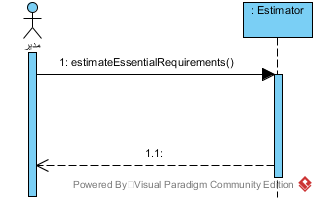 : Estimator
مدير
1: estimateEssentialRequirements()
1.1:
Powered By Visual Paradigm Community Edition